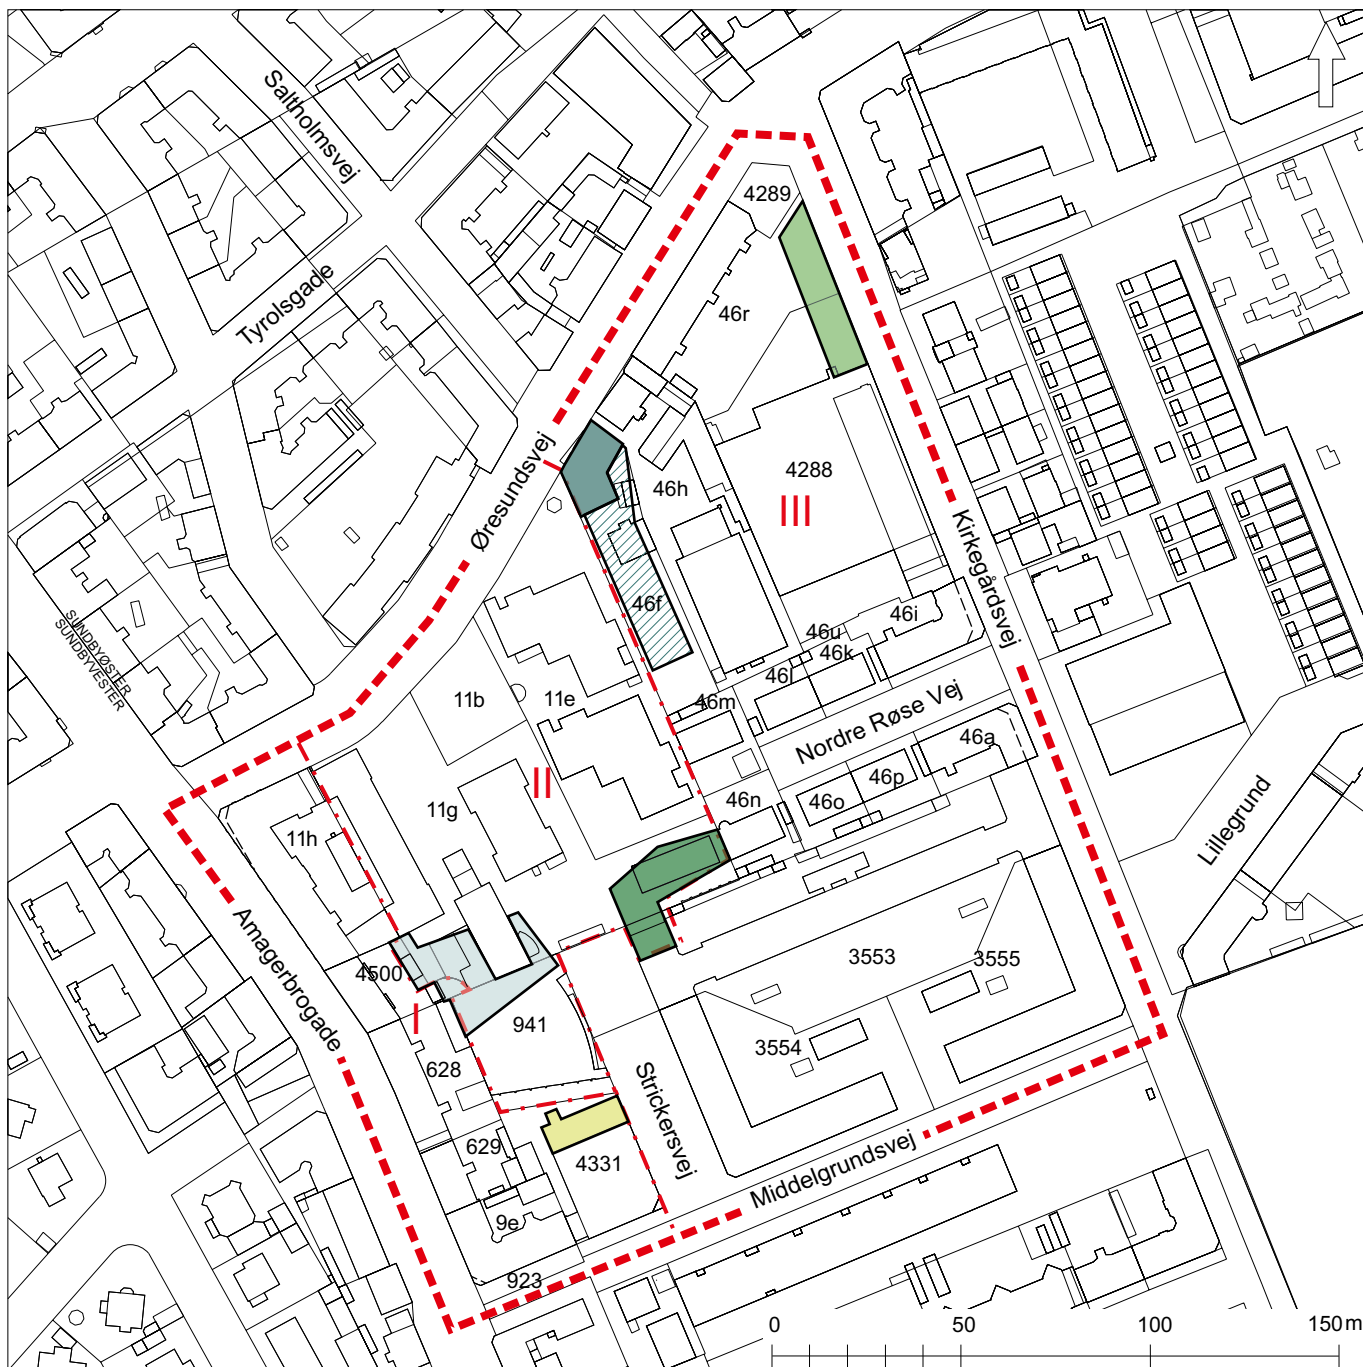 Saltholmsvej
Tyrolsgade
4289
46r
Øresundsvej
4288
46h
III
Kirkegårdsvej
46f
46i
46u
46k
46l
SUNDBYØSTER
SUNDBYVESTER
11b
11e
46m
Nordre Røse Vej
46a
46p
46o
46n
II
11g
11h
Lillegrund
Amagerbrogade
4500
I
941
3553
3555
3554
628
Strickersvej
629
4331
Middelgrundsvej
9e
923
0 50 100 150 m